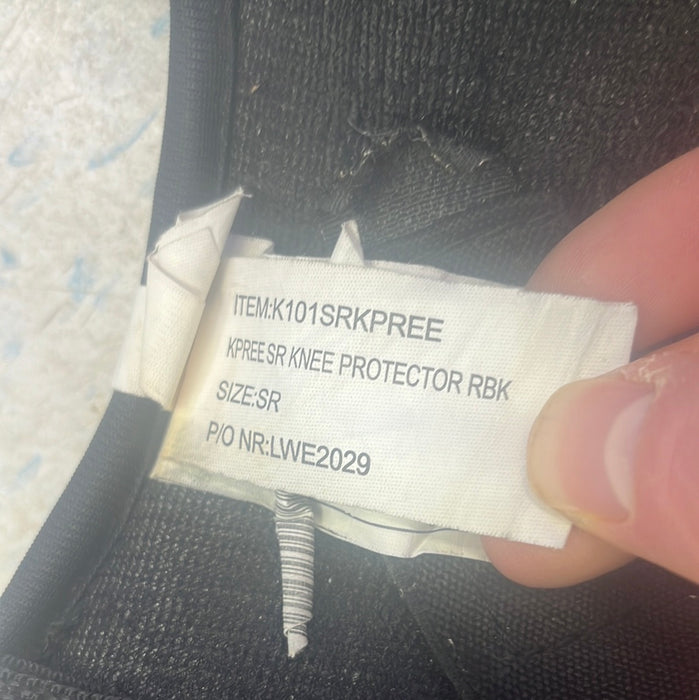 ITEM:K101SRKPREE
KPREE SR KNEE PROTECTOR RBK
SIZE:SR
P/O NR:LWE2029